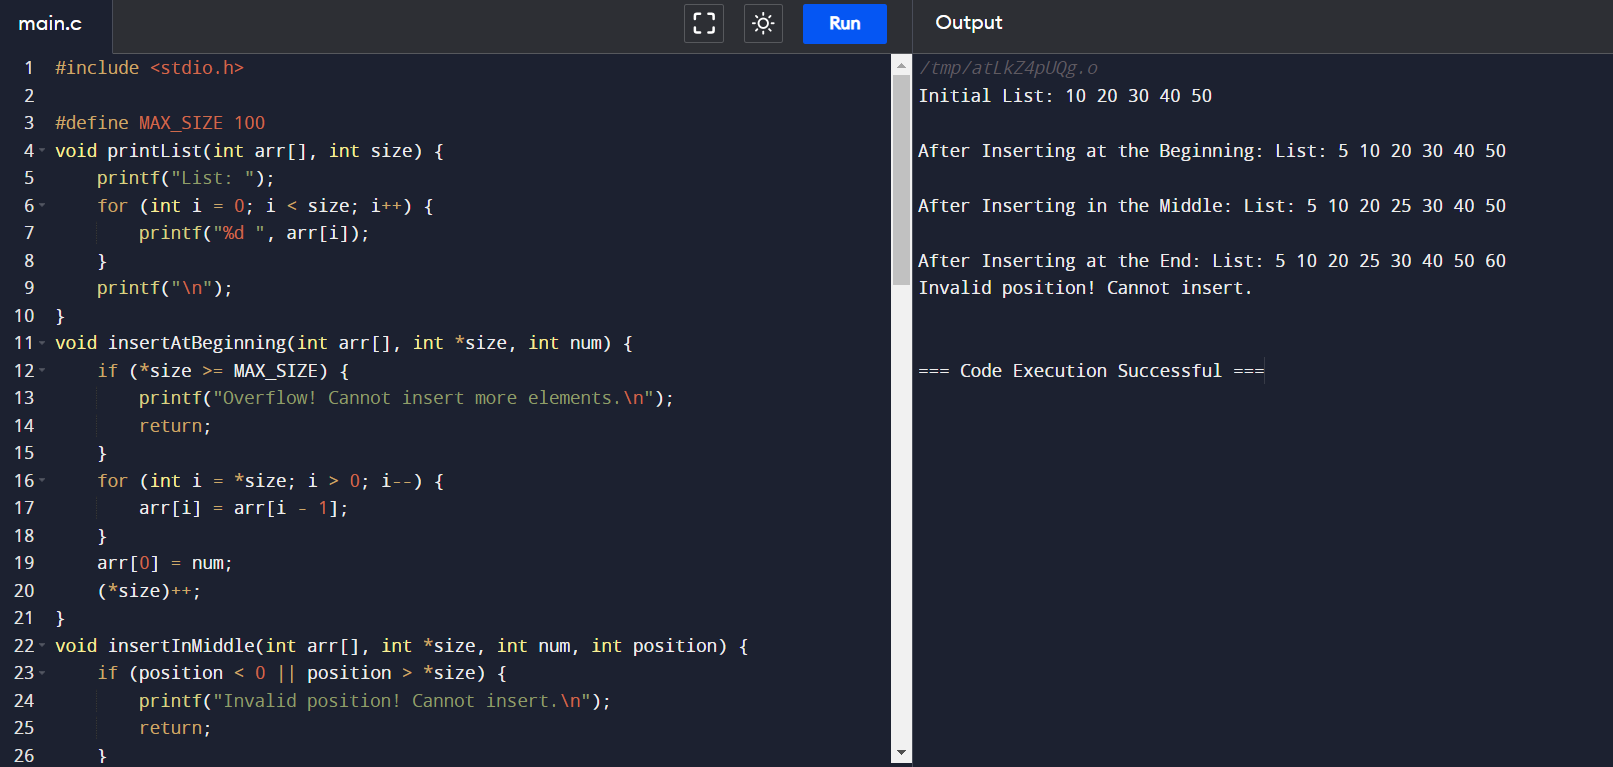 main.c
Run
Output
1 #include <stdio.h>
2
3 #define MAX_SIZE 100
4 void printList(int arr[], int size) {
5     printf("List: ");
6     for (int i = 0; i < size; i++) {
7         printf("%d ", arr[i]);
8     }
9     printf("\n");
10 }
11 void insertAtBeginning(int arr[], int *size, int num) {
12     if (*size >= MAX_SIZE) {
13         printf("Overflow! Cannot insert more elements.\n");
14         return;
15     }
16     for (int i = *size; i > 0; i--) {
17         arr[i] = arr[i - 1];
18     }
19     arr[0] = num;
20     (*size)++;
21 }
22 void insertInMiddle(int arr[], int *size, int num, int position) {
23     if (position < 0 || position > *size) {
24         printf("Invalid position! Cannot insert.\n");
25         return;
26     }
/tmp/atLkZ4pUQg.o
Initial List: 10 20 30 40 50
After Inserting at the Beginning: List: 5 10 20 30 40 50
After Inserting in the Middle: List: 5 10 20 25 30 40 50
After Inserting at the End: List: 5 10 20 25 30 40 50 60
Invalid position! Cannot insert.
=== Code Execution Successful ===